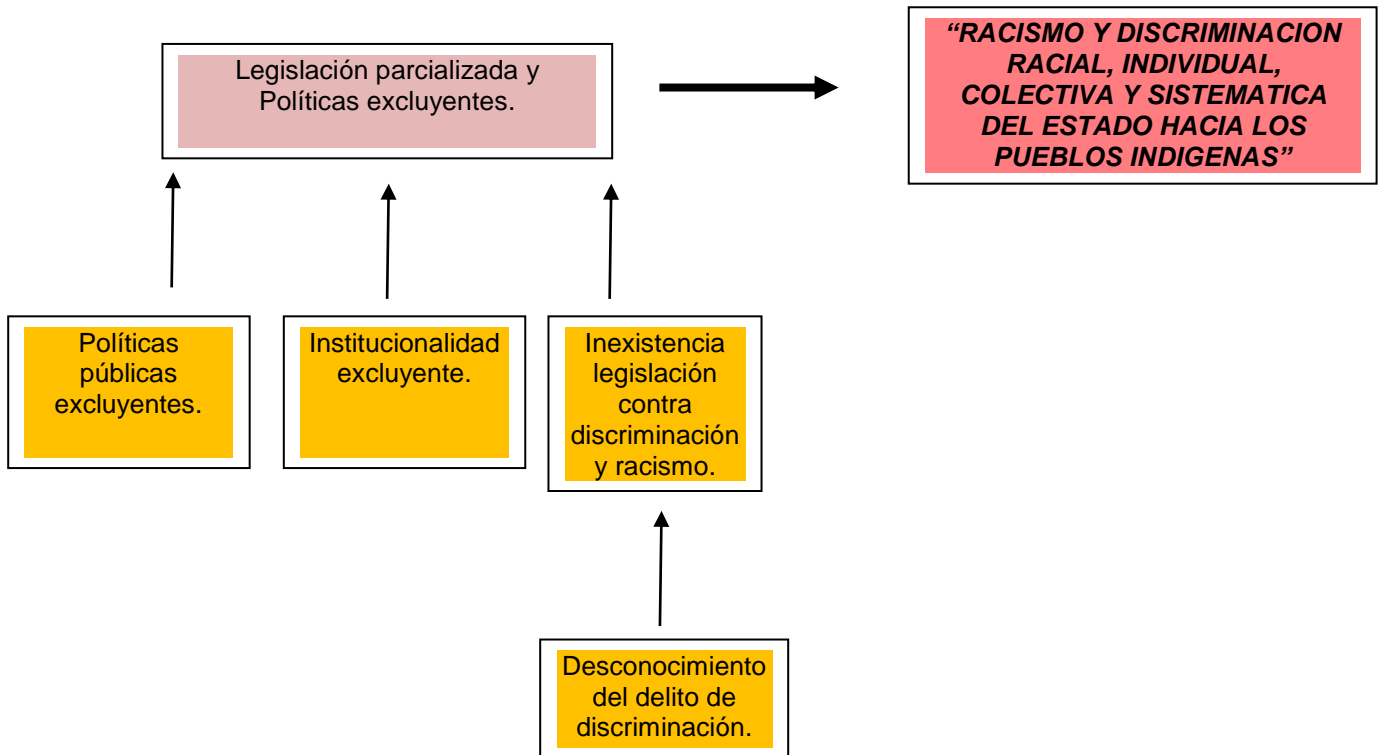 “RACISMO Y DISCRIMINACION
RACIAL, INDIVIDUAL,
COLECTIVA Y SISTEMATICA
DEL ESTADO HACIA LOS
PUEBLOS INDIGENAS”
Legislación parcializada y
Políticas excluyentes.
Políticas
públicas
excluyentes.
Institucionalidad
excluyente.
Inexistencia
legislación
contra
discriminación
y racismo.
Desconocimiento
del delito de
discriminación.